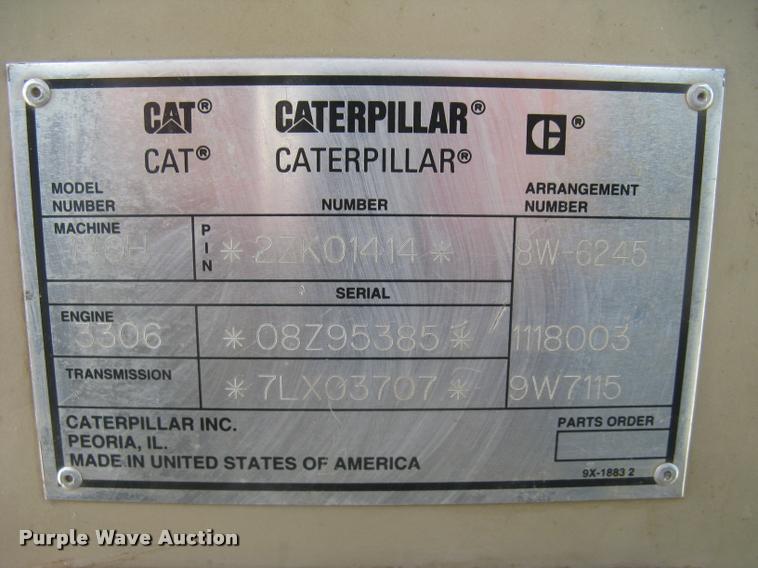 CAT® CATERPILLAR® C®
CAT® CATERPILLAR®
MODEL NUMBER NUMBER ARRANGEMENT NUMBER
MACHINE PIN *2ZK01414* 8W-6245
SERIAL
ENGINE 3306 *08Z95385* 1118003
TRANSMISSION *7LX03707* 9W7115
CATERPILLAR INC.
PEORIA, IL.
MADE IN UNITED STATES OF AMERICA
PARTS ORDER
9X-1883 2
Purple Wave Auction